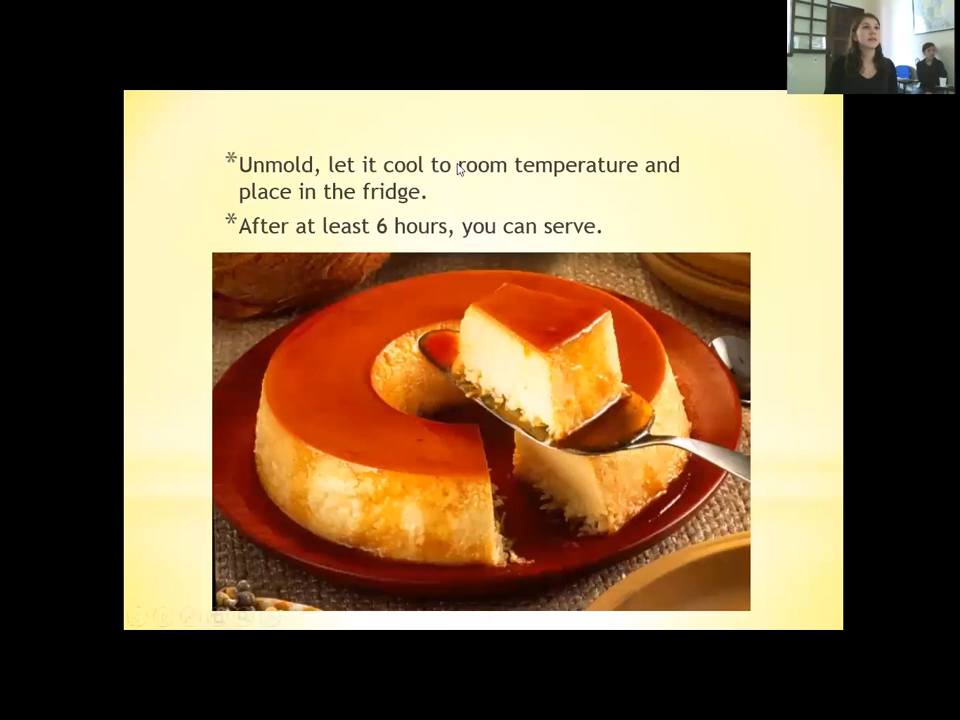 *Unmold, let it cool to room temperature and
place in the fridge.
*After at least 6 hours, you can serve.